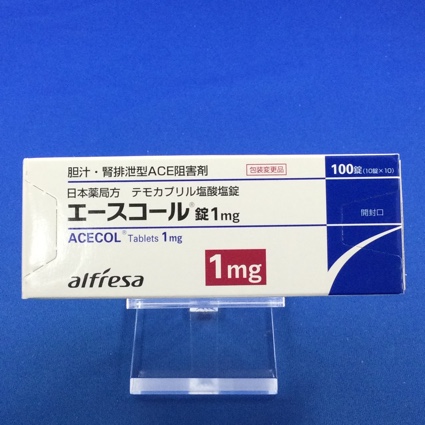 胆汁・腎排泄型ACE阻害剤
包装変更品
100錠(10錠×10)
日本薬局方 テモカプリル塩酸塩錠
エースコール®錠1mg
ACECOL® Tablets 1mg
開封口
1mg
alfresa